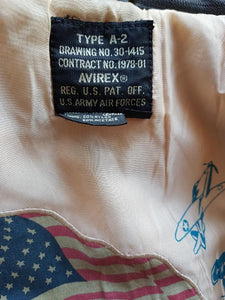 TYPE A-2
DRAWING NO. 30-1415
CONTRACT NO. 1978-01
AVIREX®
REG. U.S. PAT. OFF.
U.S. ARMY AIR FORCES